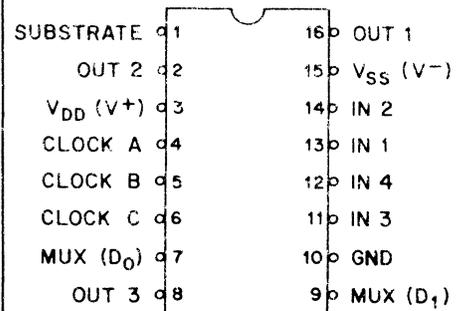 SUBSTRATE 1 16 OUT 1
OUT 2 2 15 VSS (V−)
VDD (V+) 3 14 IN 2
CLOCK A 4 13 IN 1
CLOCK B 5 12 IN 4
CLOCK C 6 11 IN 3
MUX (D0) 7 10 GND
OUT 3 8 9 MUX (D1)